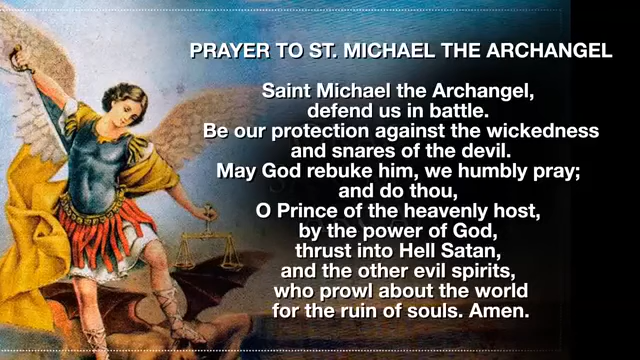 PRAYER TO ST. MICHAEL THE ARCHANGEL
Saint Michael the Archangel,
defend us in battle.
Be our protection against the wickedness
and snares of the devil.
May God rebuke him, we humbly pray;
and do thou,
O Prince of the heavenly host,
by the power of God,
thrust into Hell Satan,
and the other evil spirits,
who prowl about the world
for the ruin of souls. Amen.